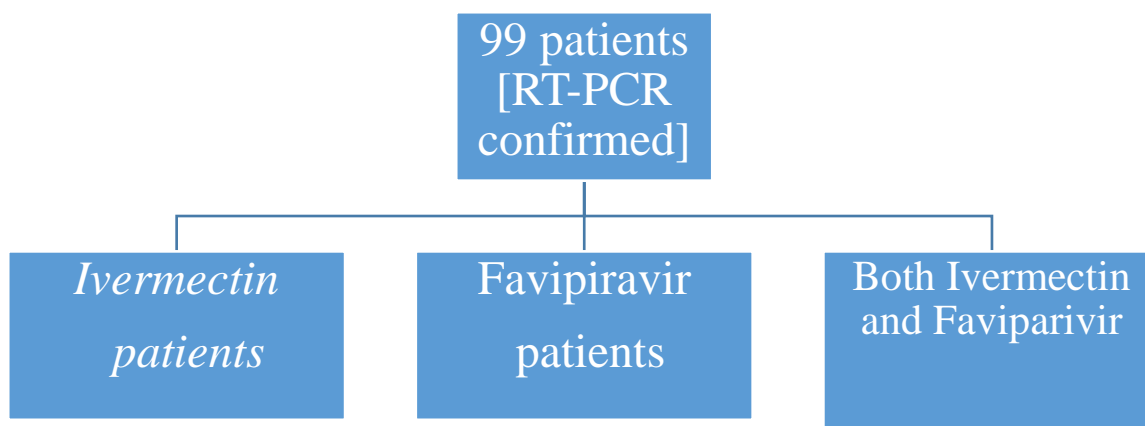 99 patients
[RT-PCR
confirmed]
Ivermectin
patients
Favipiravir
patients
Both Ivermectin
and Faviparivir